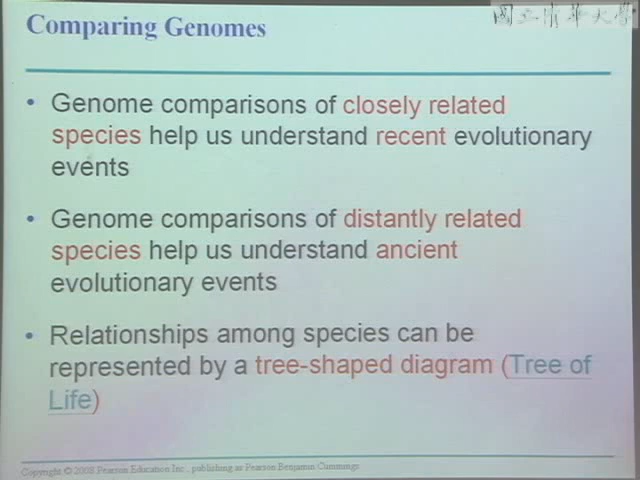 國立清華大學
Comparing Genomes
• Genome comparisons of closely related
species help us understand recent evolutionary
events
• Genome comparisons of distantly related
species help us understand ancient
evolutionary events
• Relationships among species can be
represented by a tree-shaped diagram (Tree of
Life)
Copyright © 2008 Pearson Education Inc., publishing as Pearson Benjamin Cummings